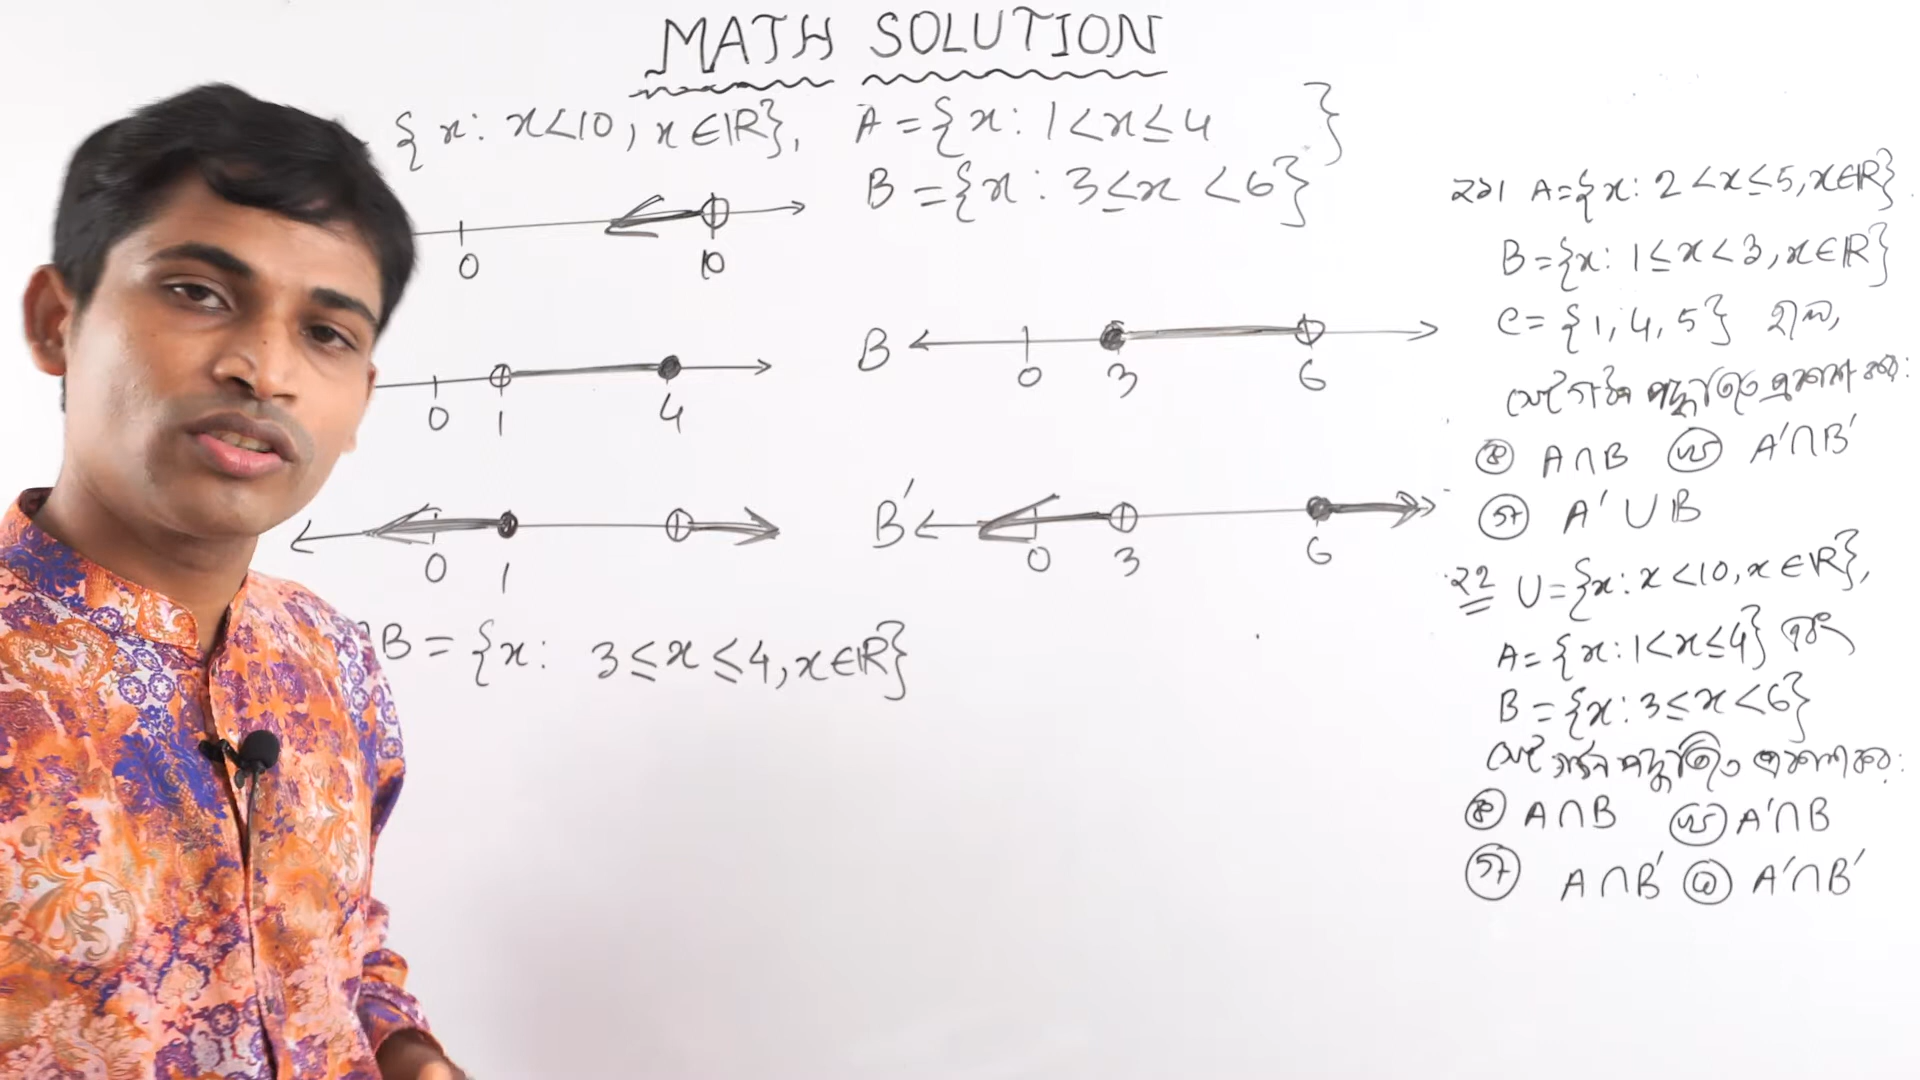 MATH SOLUTION
{x: x<10, x∈ℝ}, A={x: 1<x≤4 }
B={x: 3≤x<6}
0 10
0 1 4
B 0 3 6
0 1
B′ 0 3 6
∩B = {x: 3≤x≤4, x∈ℝ}
২১। A={x: 2<x≤5, x∈ℝ}
B={x: 1≤x<3, x∈ℝ}
C={1, 4, 5} হলে,
সেট গঠন পদ্ধতিতে প্রকাশ কর:
ক A∩B খ A′∩B′
গ A′∪B
২২ U={x: x<10, x∈ℝ},
A={x: 1<x≤4} এবং
B={x: 3≤x<6}
সেট গঠন পদ্ধতিতে প্রকাশ কর:
ক A∩B খ A′∩B
গ A∩B′ ঘ A′∩B′